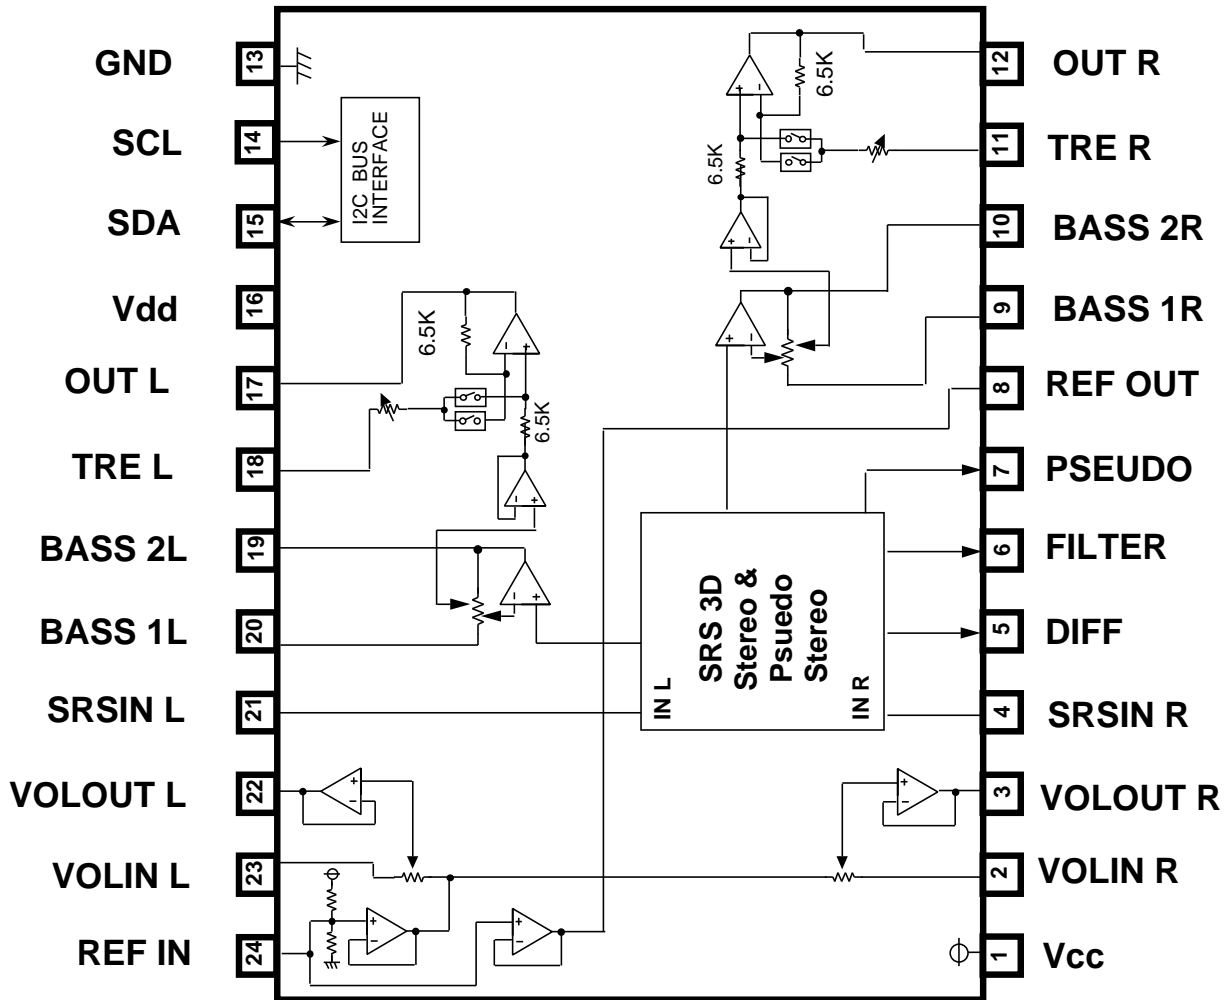 GND
13
SCL
14
SDA
15
Vdd
16
OUT L
17
TRE L
18
BASS 2L
19
BASS 1L
20
SRSIN L
21
VOLOUT L
22
VOLIN L
23
REF IN
24
I2C BUS
INTERFACE
6.5K
6.5K
6.5K
6.5K
+
−
+
−
+
−
+
−
+
−
+
−
SRS 3D
Stereo &
Psuedo
Stereo
IN L
IN R
+
−
+
−
+
−
+
−
12
OUT R
11
TRE R
10
BASS 2R
9
BASS 1R
8
REF OUT
7
PSEUDO
6
FILTER
5
DIFF
4
SRSIN R
3
VOLOUT R
2
VOLIN R
1
Vcc